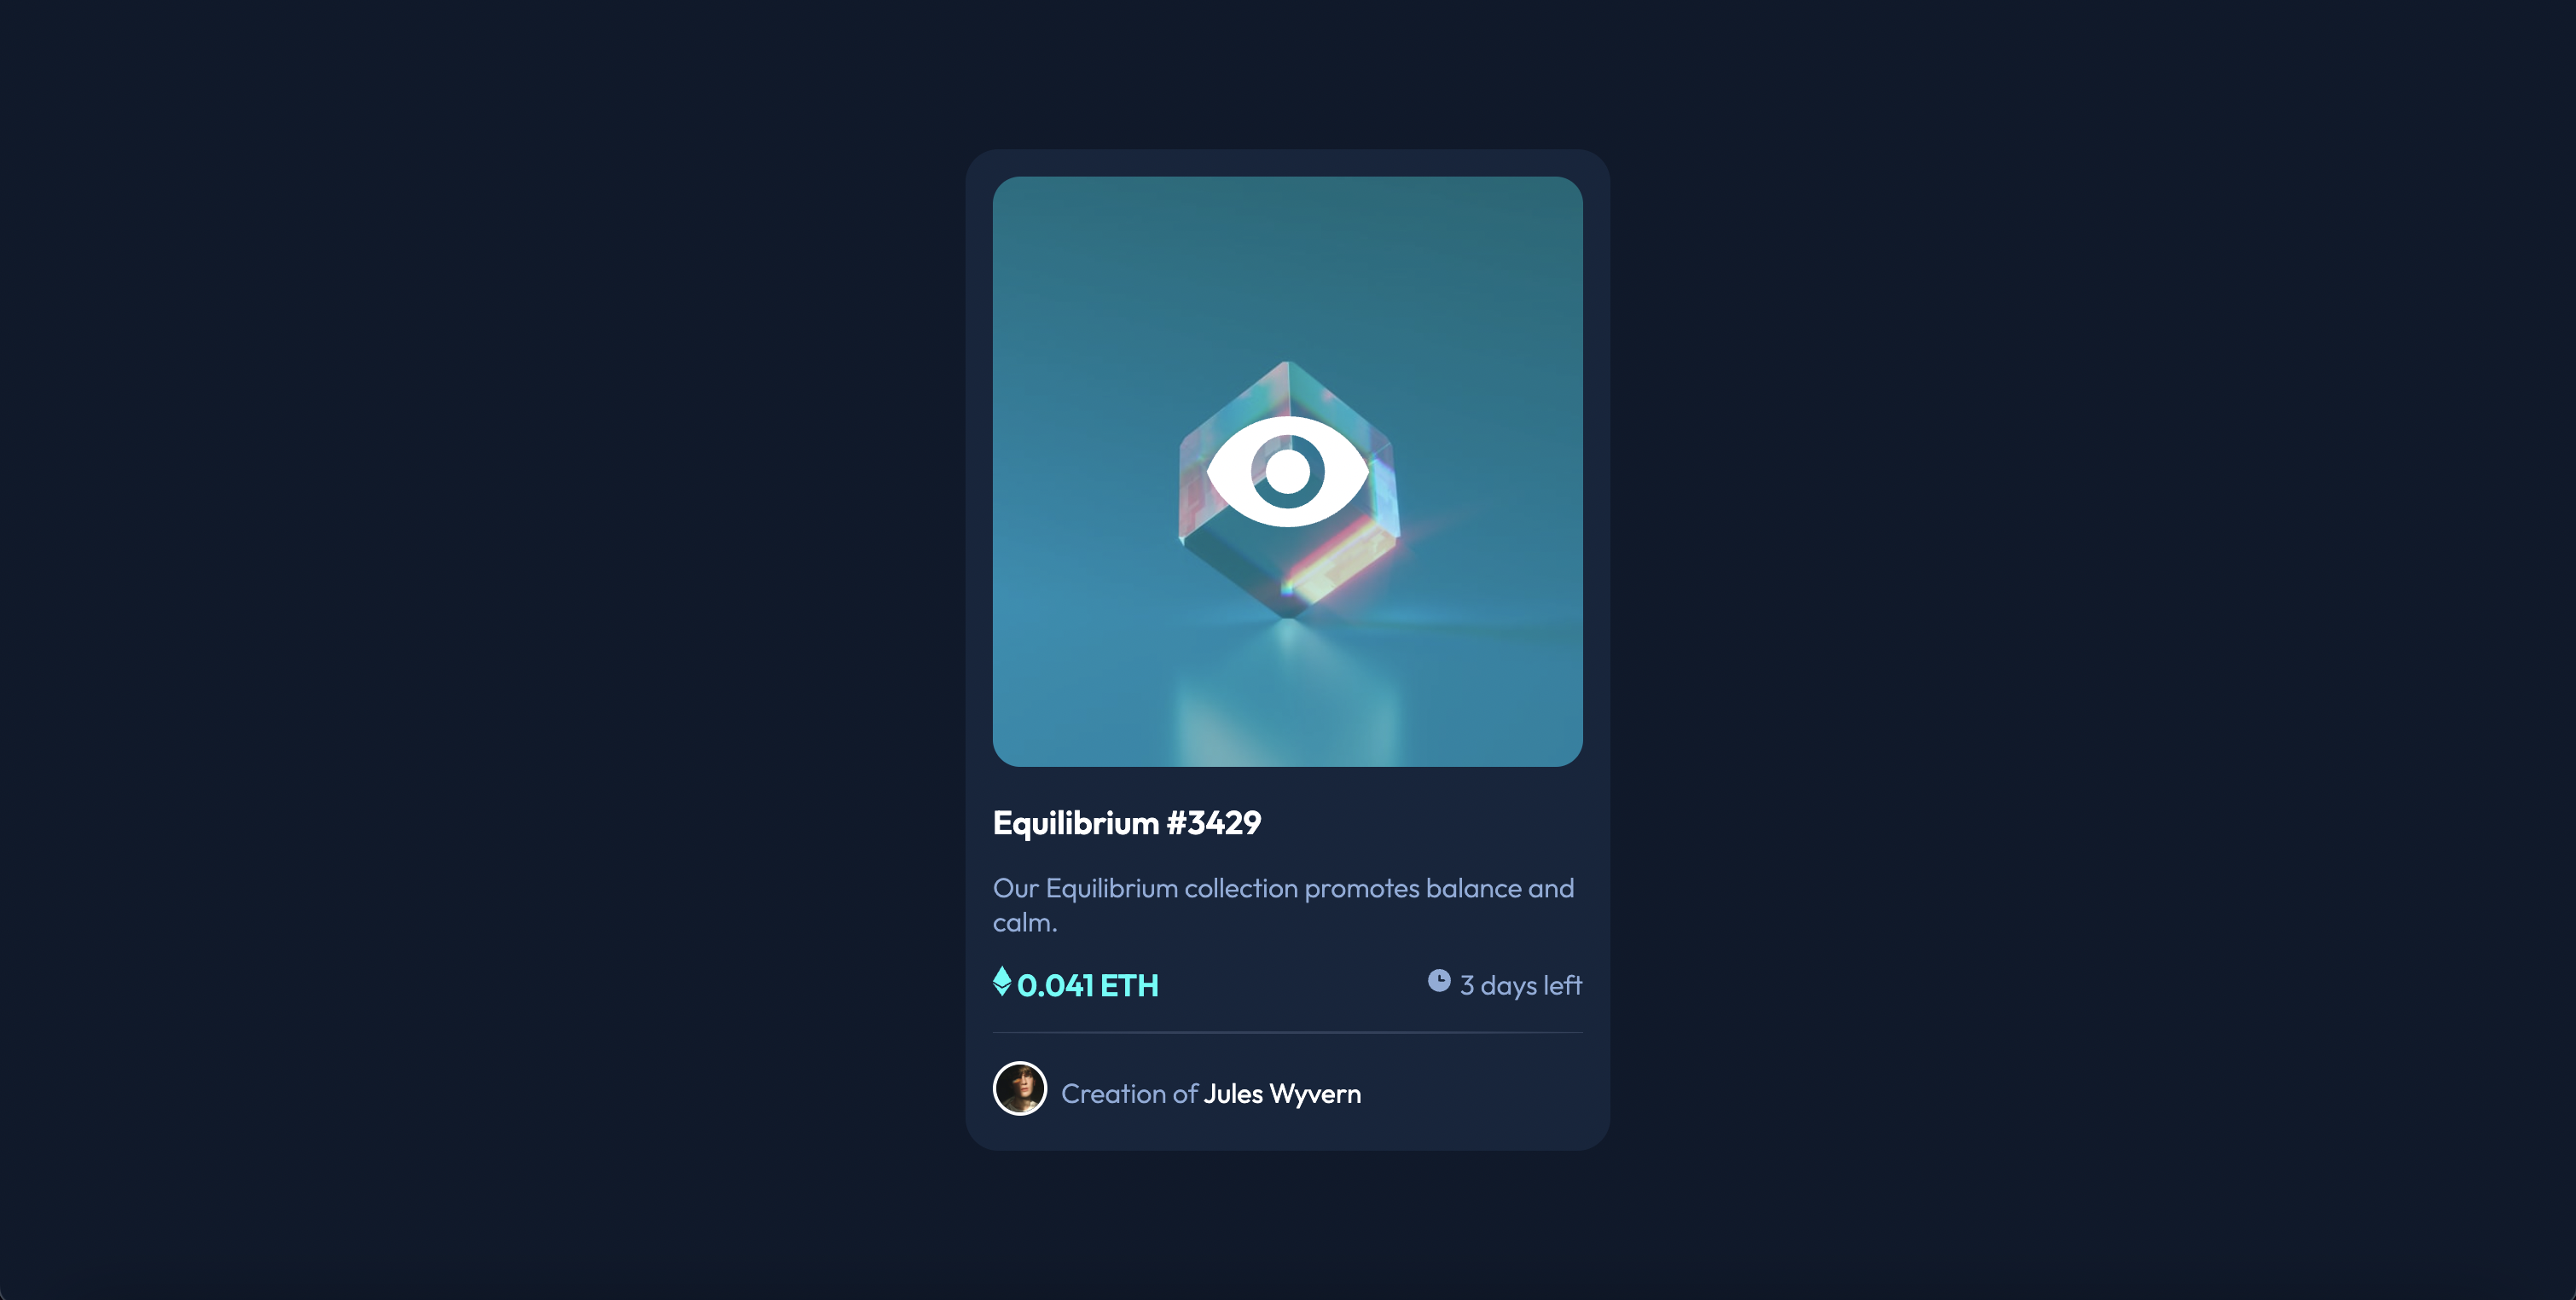 Equilibrium #3429
Our Equilibrium collection promotes balance and
calm.
0.041 ETH
3 days left
Creation of Jules Wyvern